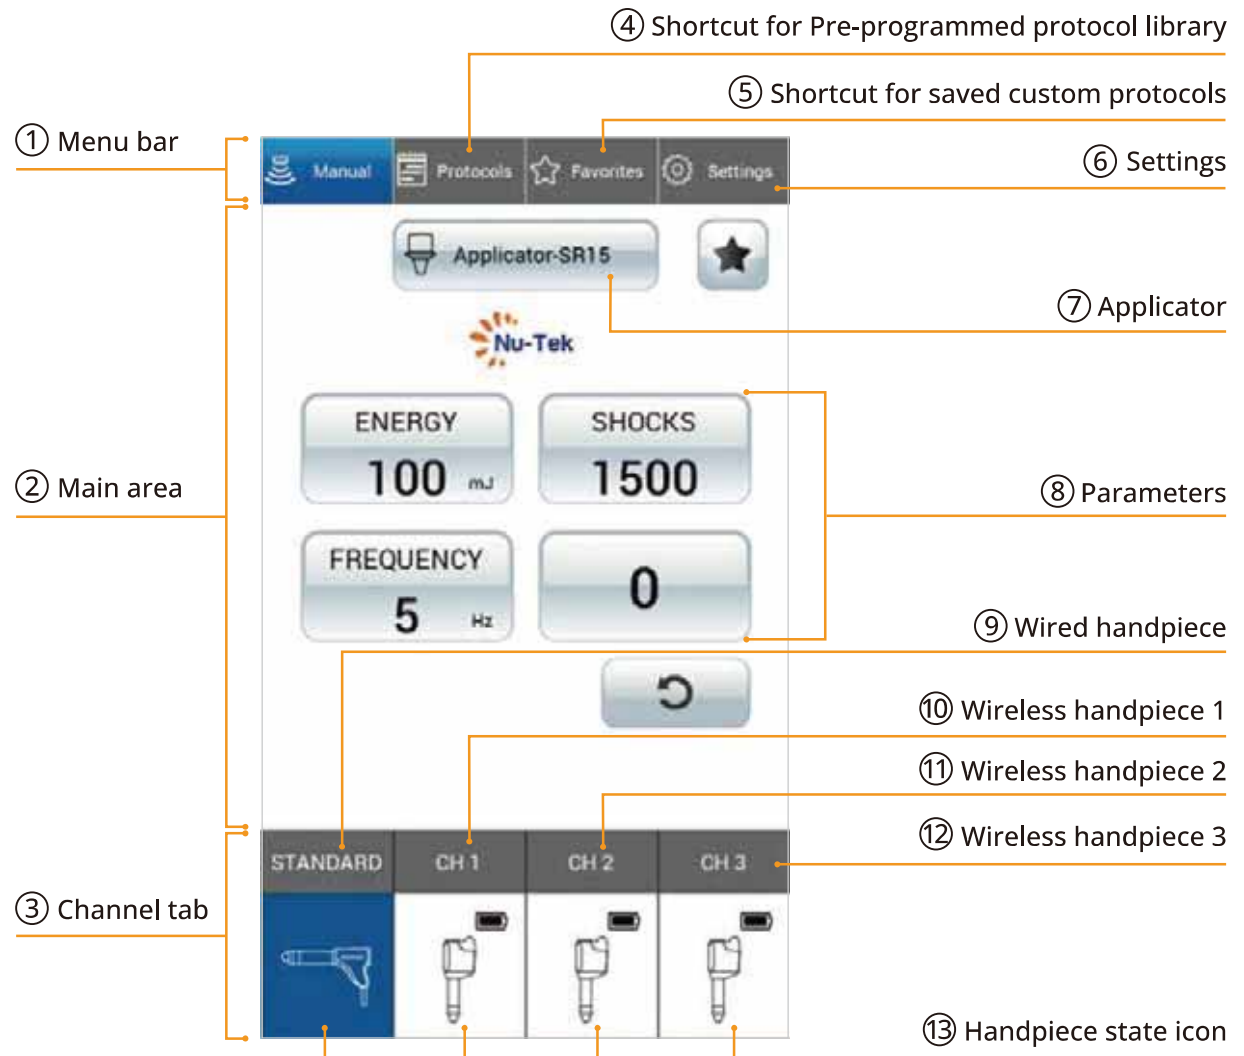 ④ Shortcut for Pre-programmed protocol library
⑤ Shortcut for saved custom protocols
① Menu bar
⑥ Settings
Manual Protocols Favorites Settings
Applicator-SR15
⑦ Applicator
Nu-Tek
ENERGY SHOCKS
100 mJ 1500
② Main area
⑧ Parameters
FREQUENCY
5 Hz 0
⑨ Wired handpiece
⑩ Wireless handpiece 1
⑪ Wireless handpiece 2
⑫ Wireless handpiece 3
STANDARD CH 1 CH 2 CH 3
③ Channel tab
⑬ Handpiece state icon